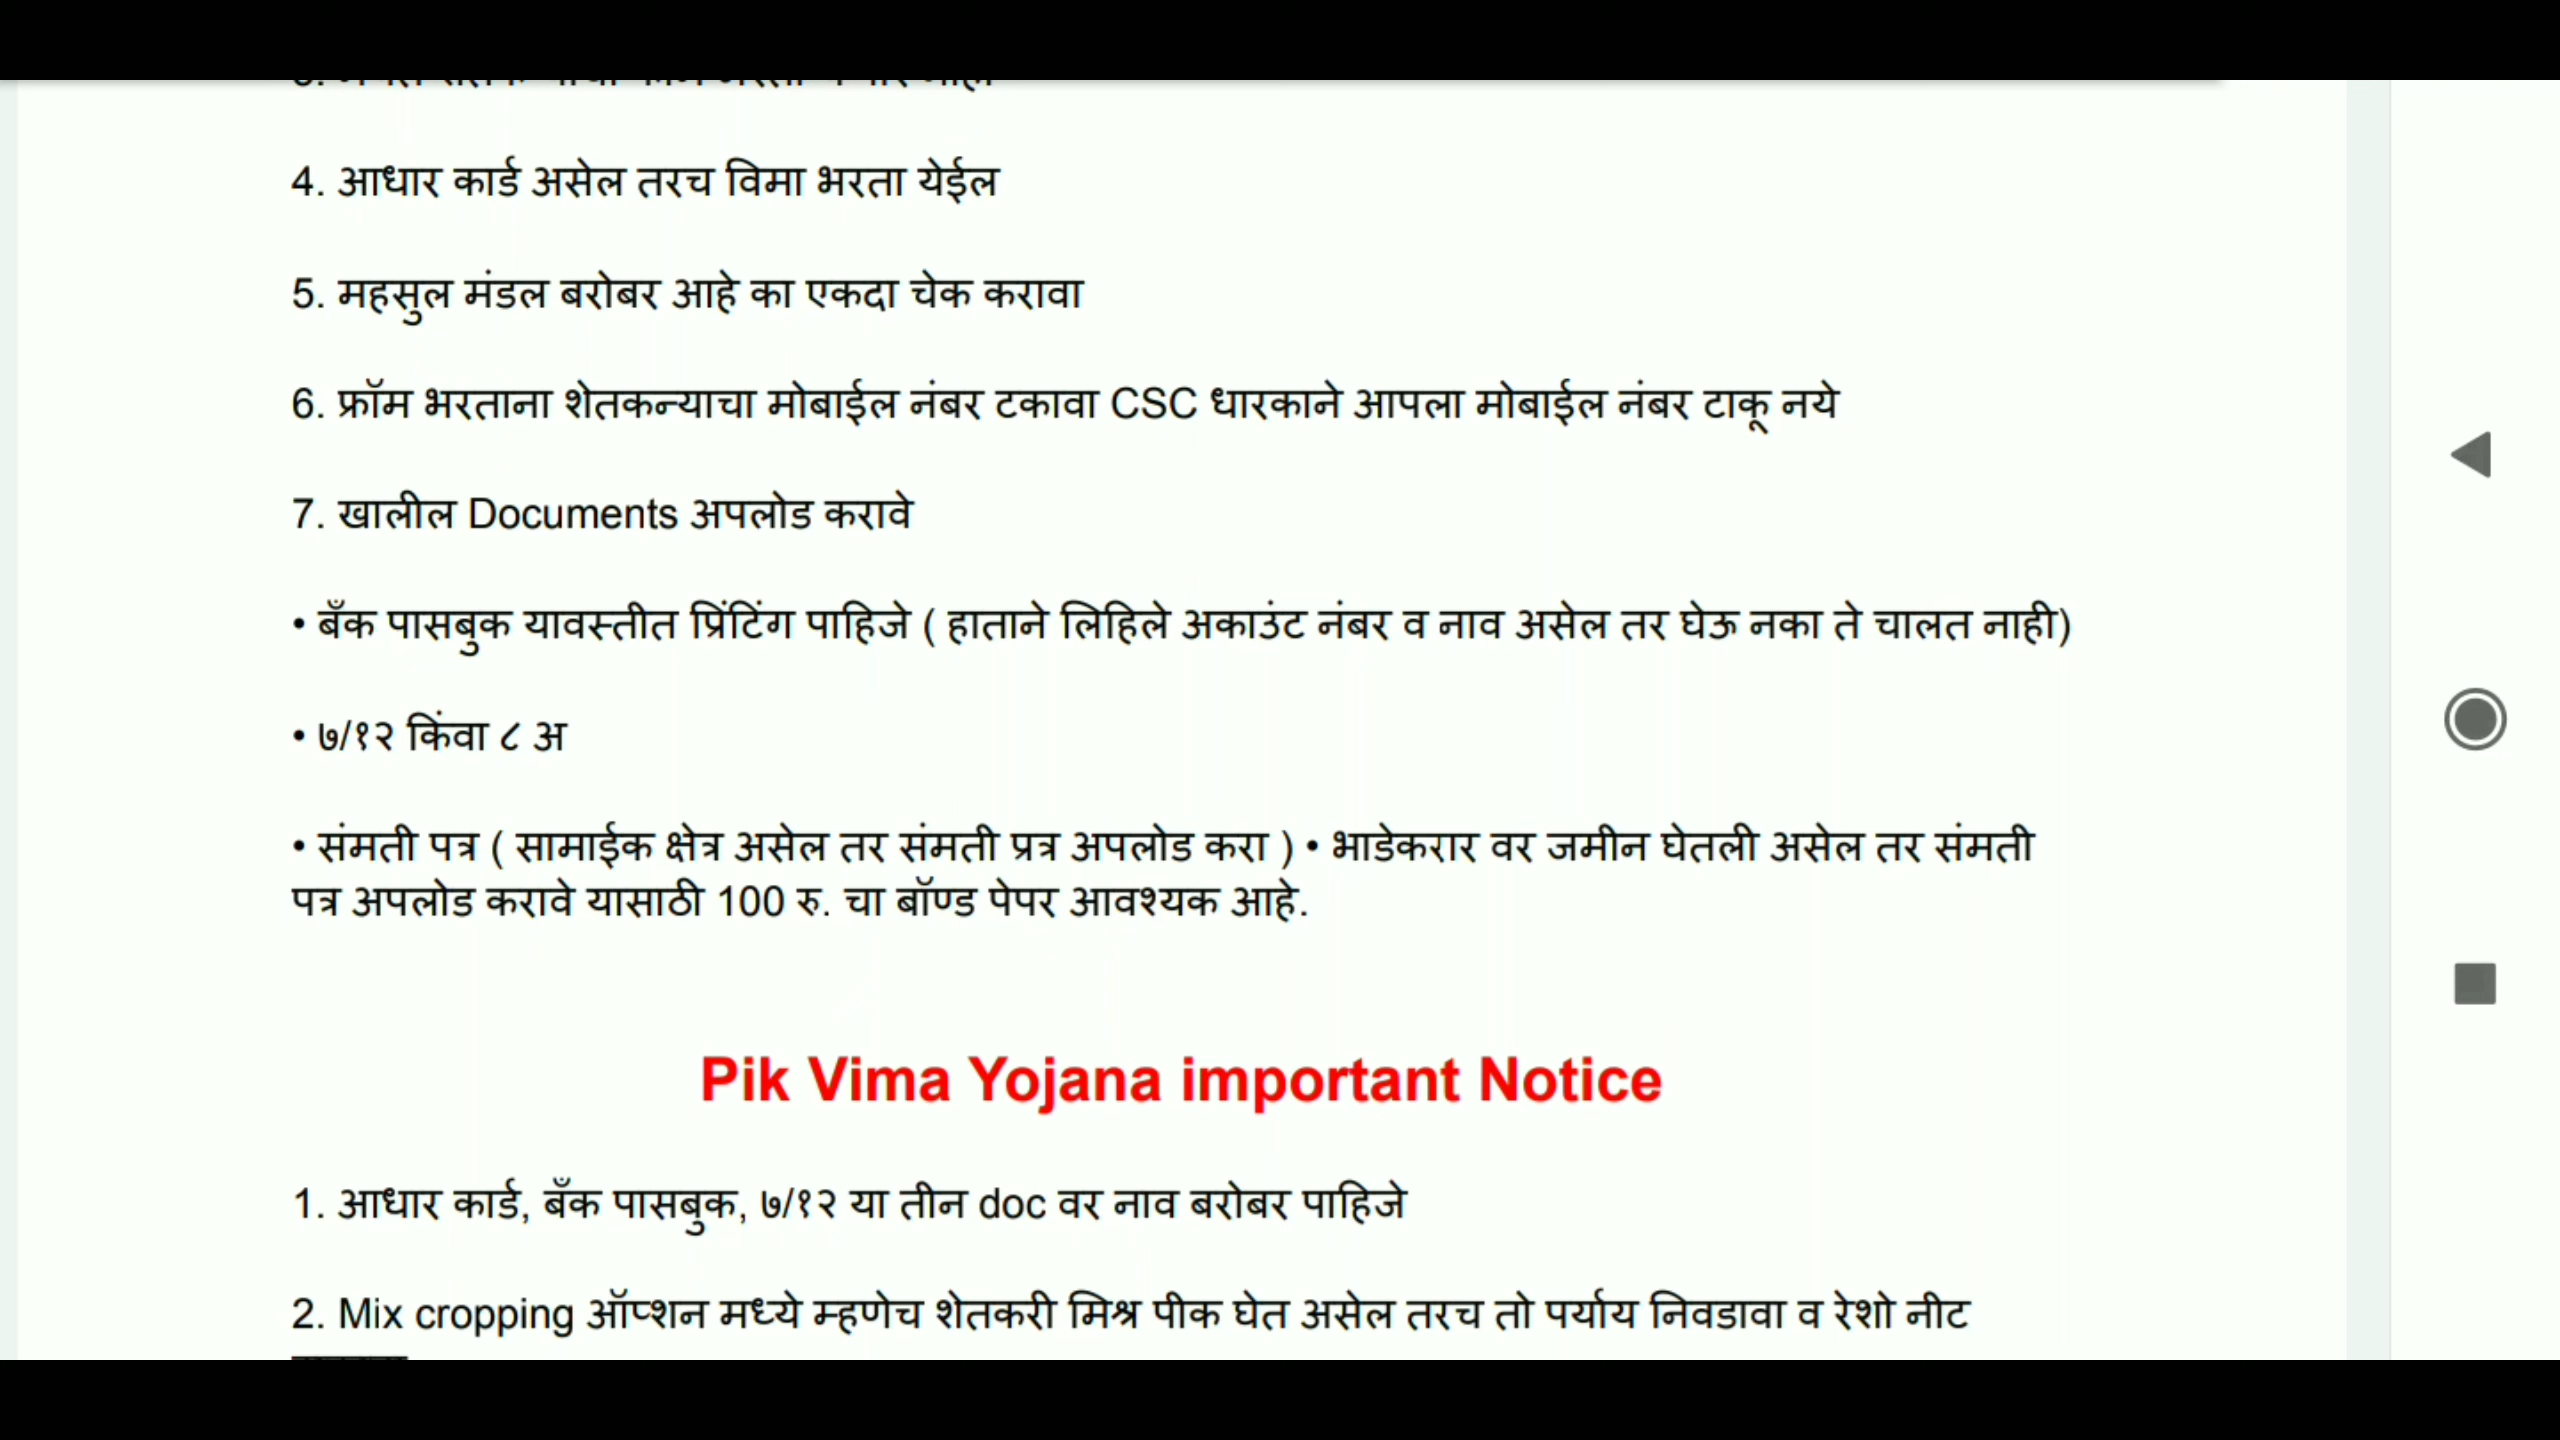 4. आधार कार्ड असेल तरच विमा भरता येईल
5. महसुल मंडल बरोबर आहे का एकदा चेक करावा
6. फ्रॉम भरताना शेतकऱ्याचा मोबाईल नंबर टकावा CSC धारकाने आपला मोबाईल नंबर टाकू नये
7. खालील Documents अपलोड करावे
• बँक पासबुक यावस्तीत प्रिंटिंग पाहिजे ( हाताने लिहिले अकाउंट नंबर व नाव असेल तर घेऊ नका ते चालत नाही)
• ७/१२ किंवा ८ अ
• संमती पत्र ( सामाईक क्षेत्र असेल तर संमती प्रत्र अपलोड करा ) • भाडेकरार वर जमीन घेतली असेल तर संमती
पत्र अपलोड करावे यासाठी 100 रु. चा बॉण्ड पेपर आवश्यक आहे.
Pik Vima Yojana important Notice
1. आधार कार्ड, बँक पासबुक, ७/१२ या तीन doc वर नाव बरोबर पाहिजे
2. Mix cropping ऑप्शन मध्ये म्हणेच शेतकरी मिश्र पीक घेत असेल तरच तो पर्याय निवडावा व रेशो नीट